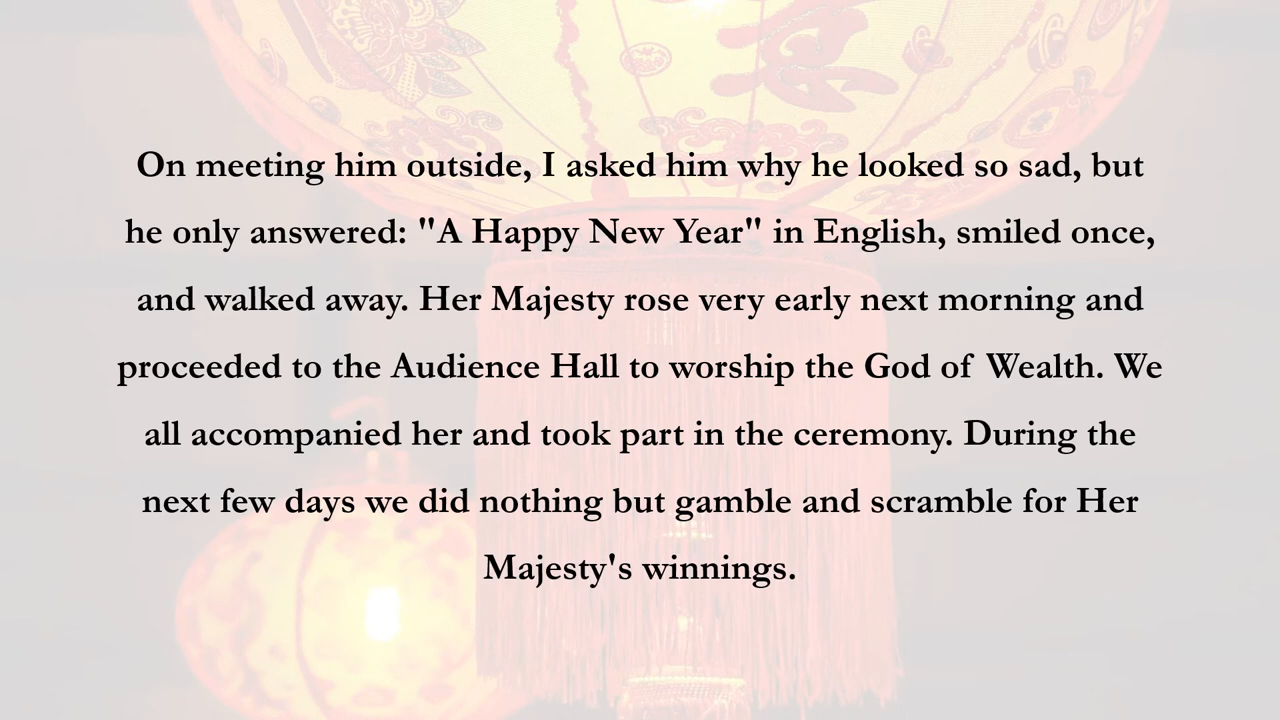 On meeting him outside, I asked him why he looked so sad, but
he only answered: "A Happy New Year" in English, smiled once,
and walked away. Her Majesty rose very early next morning and
proceeded to the Audience Hall to worship the God of Wealth. We
all accompanied her and took part in the ceremony. During the
next few days we did nothing but gamble and scramble for Her
Majesty's winnings.